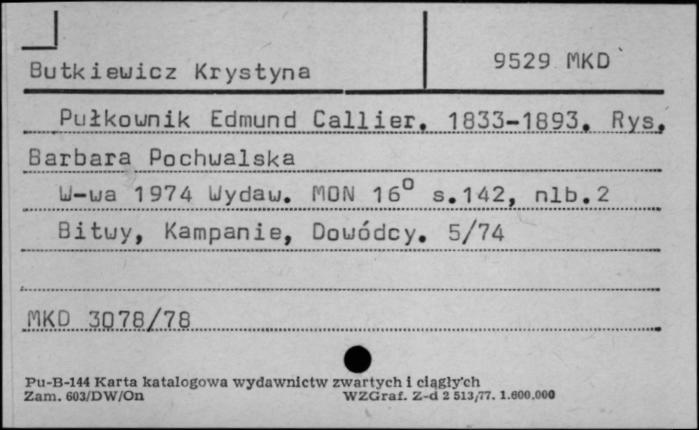 Butkiewicz Krystyna
9529 MKD
Pułkownik Edmund Callier. 1833-1893. Rys.
Barbara Pochwalska
W-wa 1974 Wydaw. MON 16° s.142, nlb.2
Bitwy, Kampanie, Dowódcy. 5/74
MKD 3078/78
Pu-B-144 Karta katalogowa wydawnictw zwartych i ciągłych
Zam. 603/DW/On WZGraf. Z-d 2 513/77. 1.600.000